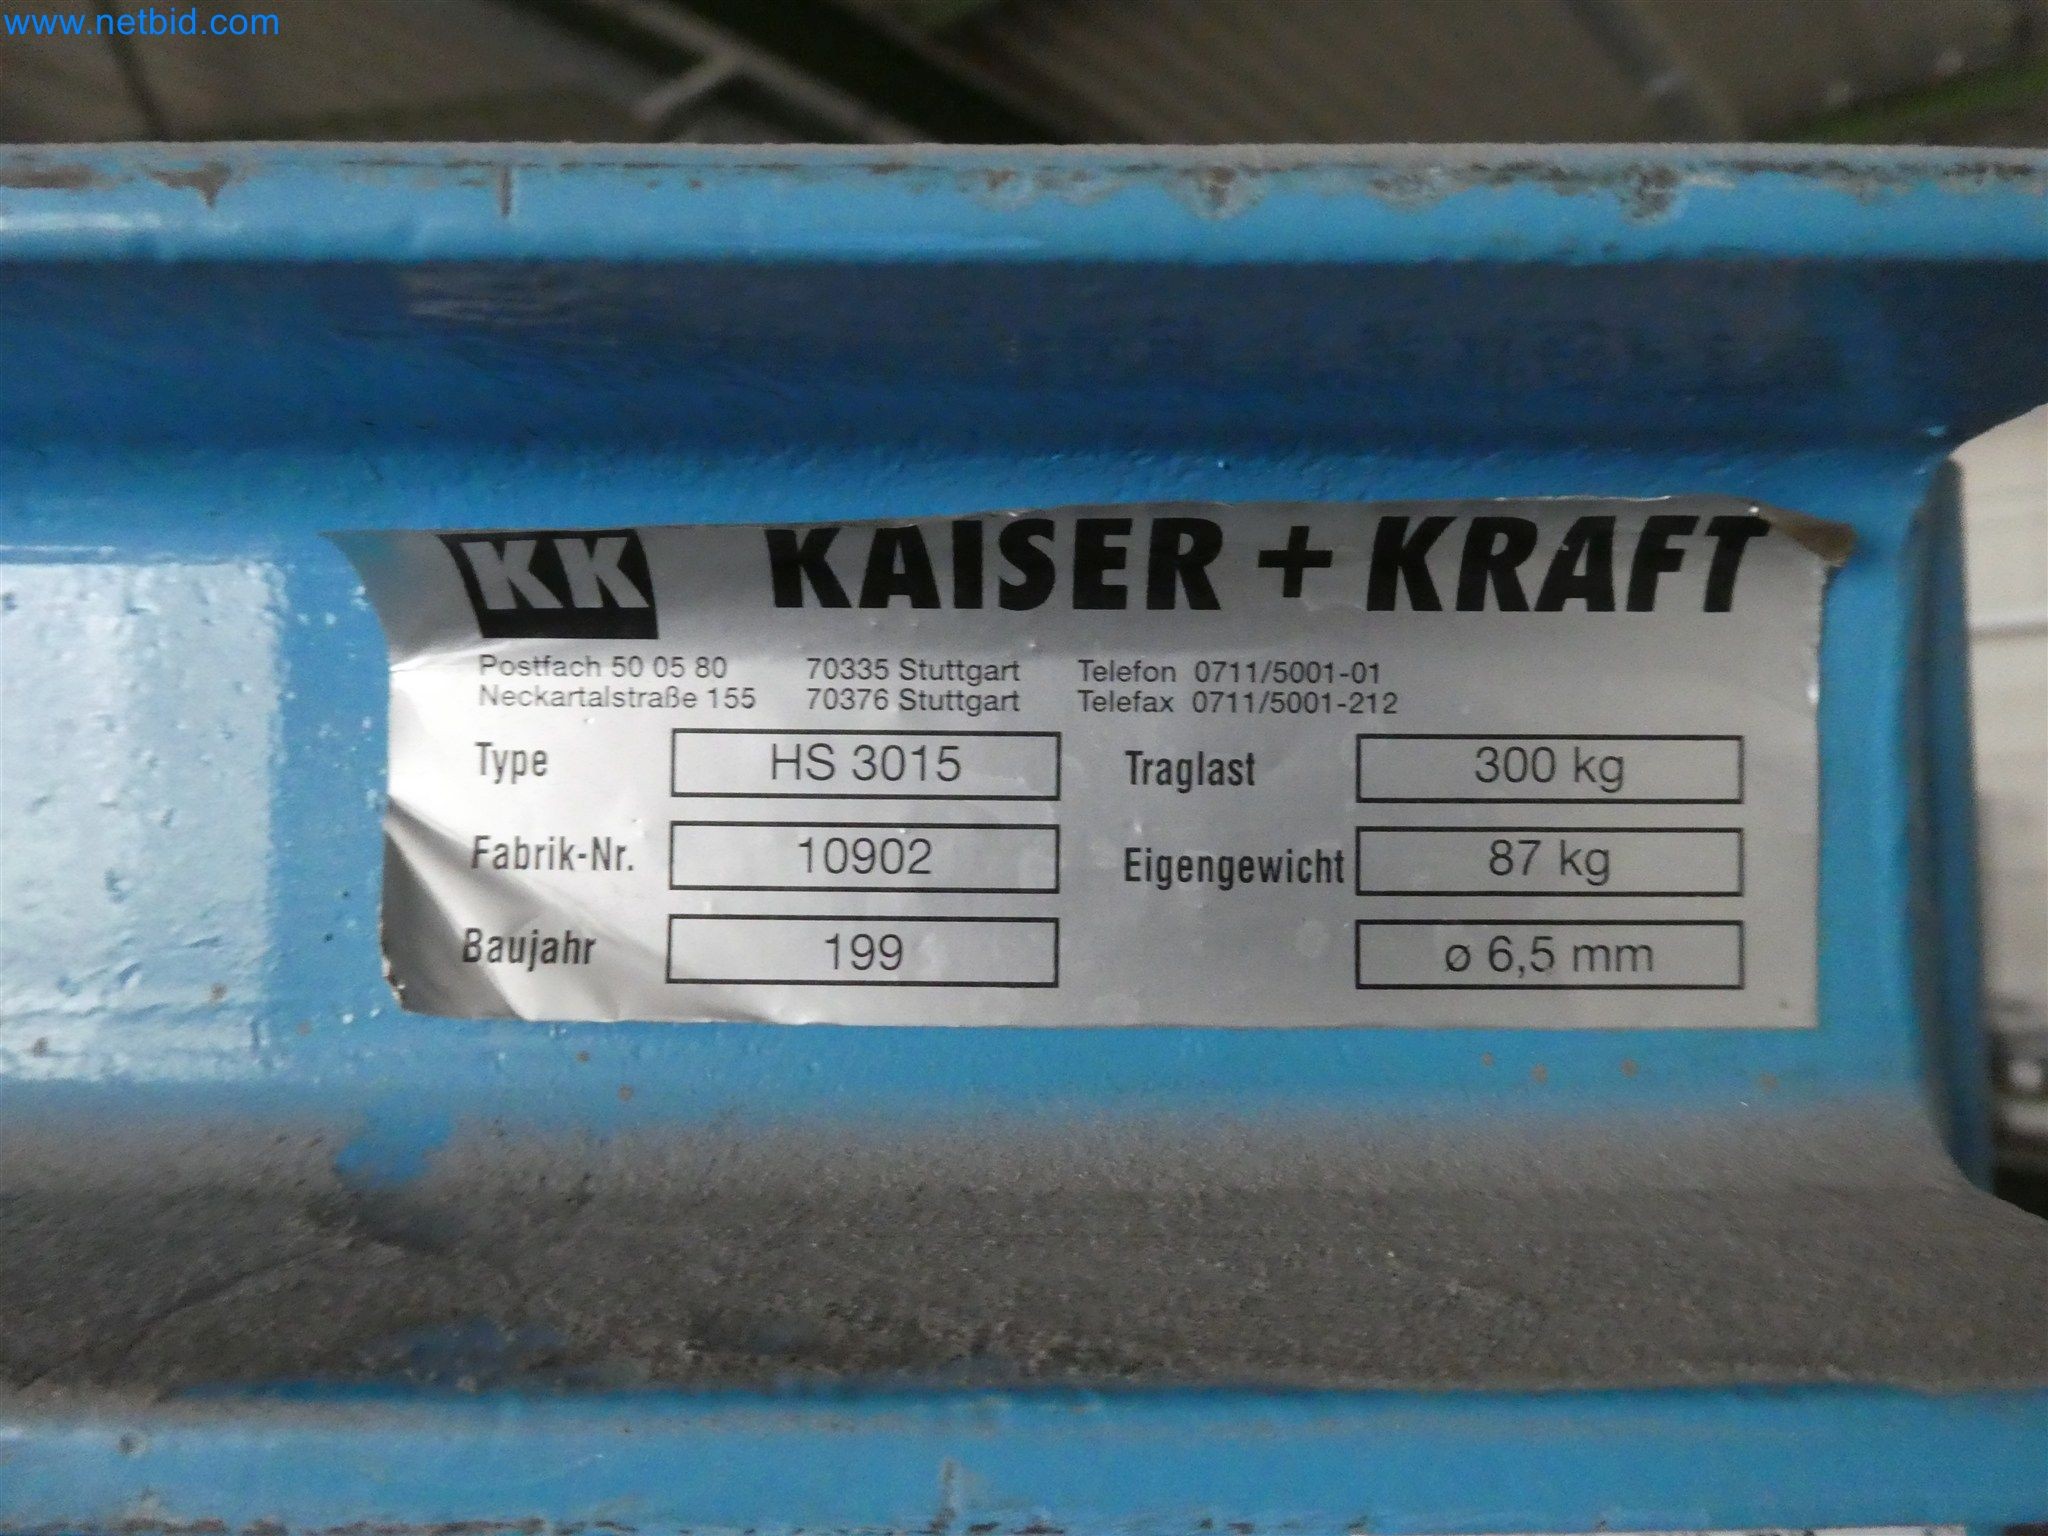 www.netbid.com
KK KAISER + KRAFT
Postfach 50 05 80 70335 Stuttgart Telefon 0711/5001-01
Neckartalstraße 155 70376 Stuttgart Telefax 0711/5001-212
Type HS 3015 Traglast 300 kg
Fabrik-Nr. 10902 Eigengewicht 87 kg
Baujahr 199 ø 6,5 mm